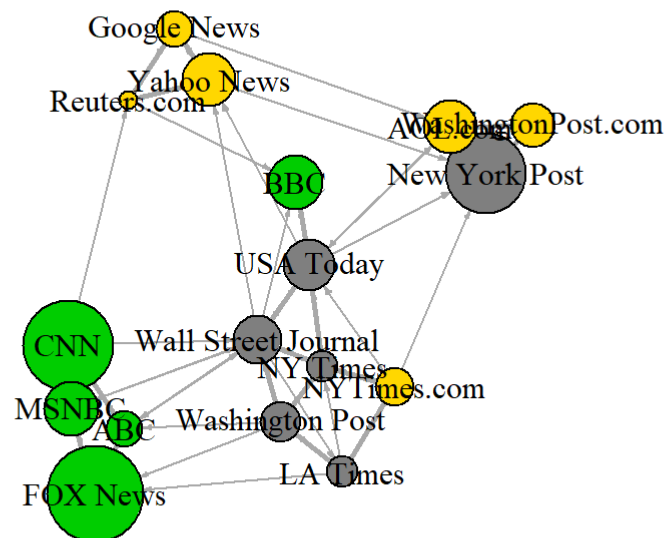 Google News
Yahoo News
Reuters.com
AOL.com
WashingtonPost.com
New York Post
BBC
USA Today
CNN
Wall Street Journal
NY Times
NYTimes.com
MSNBC
ABC
Washington Post
LA Times
FOX News